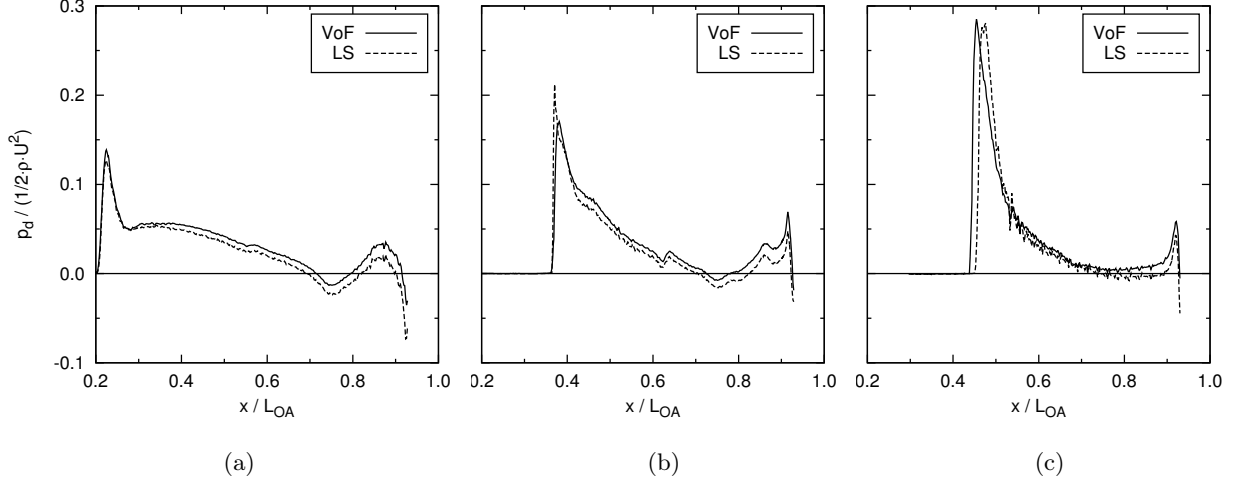 0.3
0.2
0.1
0.0
-0.1
p_d / (1/2·ρ·U^2)
VoF
LS
0.2 0.4 0.6 0.8 1.0
x / L_OA
(a)
VoF
LS
0.2 0.4 0.6 0.8 1.0
x / L_OA
(b)
VoF
LS
0.2 0.4 0.6 0.8 1.0
x / L_OA
(c)